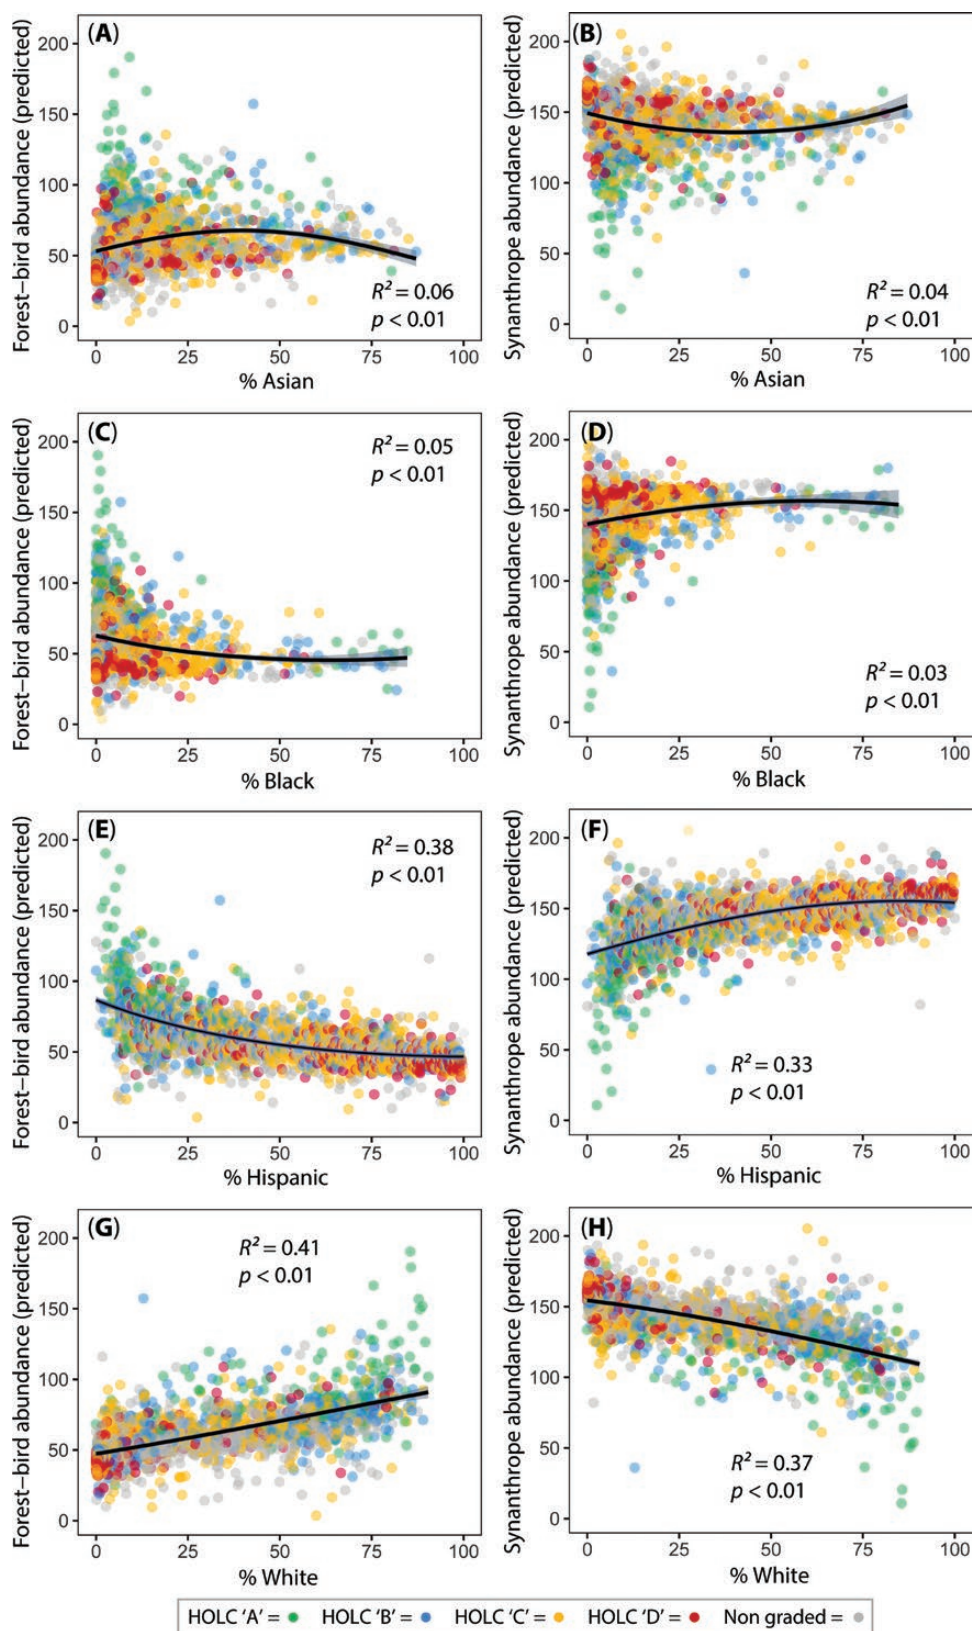 (A)
Forest–bird abundance (predicted)
200
150
100
50
0
R² = 0.06
p < 0.01
0 25 50 75 100
% Asian
(B)
Synanthrope abundance (predicted)
200
150
100
50
0
R² = 0.04
p < 0.01
0 25 50 75 100
% Asian
(C)
Forest–bird abundance (predicted)
200
150
100
50
0
R² = 0.05
p < 0.01
0 25 50 75 100
% Black
(D)
Synanthrope abundance (predicted)
200
150
100
50
0
R² = 0.03
p < 0.01
0 25 50 75 100
% Black
(E)
Forest–bird abundance (predicted)
200
150
100
50
0
R² = 0.38
p < 0.01
0 25 50 75 100
% Hispanic
(F)
Synanthrope abundance (predicted)
200
150
100
50
0
R² = 0.33
p < 0.01
0 25 50 75 100
% Hispanic
(G)
Forest–bird abundance (predicted)
200
150
100
50
0
R² = 0.41
p < 0.01
0 25 50 75 100
% White
(H)
Synanthrope abundance (predicted)
200
150
100
50
0
R² = 0.37
p < 0.01
0 25 50 75 100
% White
HOLC 'A' = HOLC 'B' = HOLC 'C' = HOLC 'D' = Non graded =